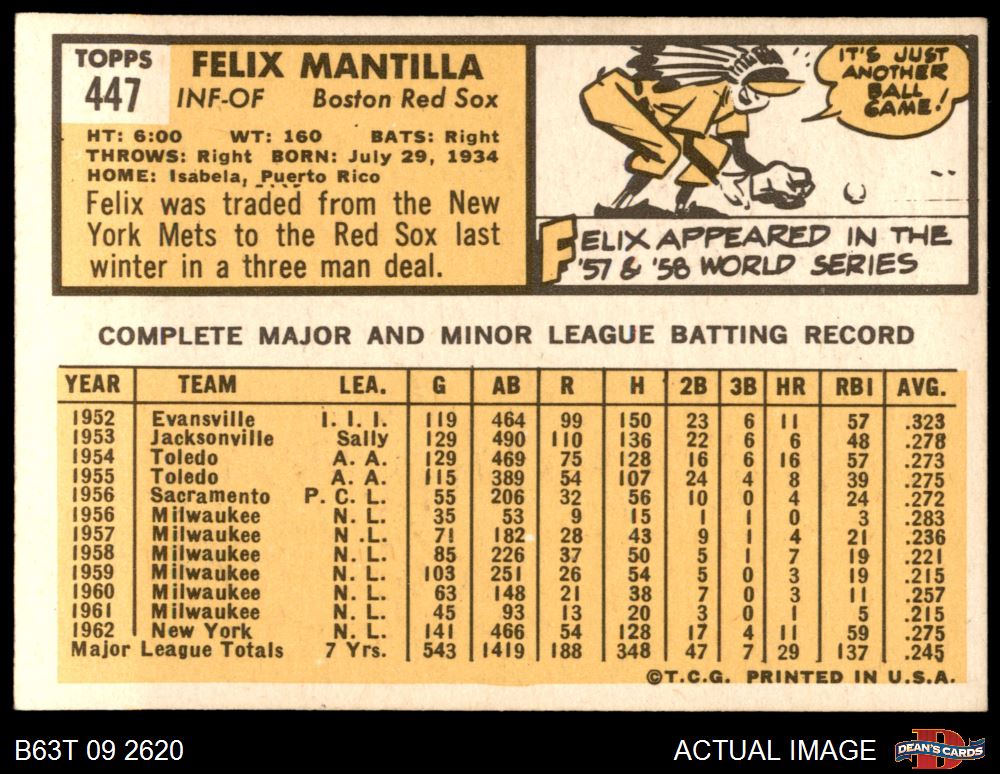 TOPPS
447
FELIX MANTILLA
INF-OF Boston Red Sox
HT: 6:00 WT: 160 BATS: Right
THROWS: Right BORN: July 29, 1934
HOME: Isabela, Puerto Rico
Felix was traded from the New
York Mets to the Red Sox last
winter in a three man deal.
IT'S JUST
ANOTHER
BALL
GAME!
FELIX APPEARED IN THE
'57 & '58 WORLD SERIES
COMPLETE MAJOR AND MINOR LEAGUE BATTING RECORD
YEAR TEAM LEA. G AB R H 2B 3B HR RBI AVG.
1952 Evansville I. I. I. 119 464 99 150 23 6 11 57 .323
1953 Jacksonville Sally 129 490 110 136 22 6 6 48 .278
1954 Toledo A. A. 129 469 75 128 16 6 16 57 .273
1955 Toledo A. A. 115 389 54 107 24 4 8 39 .275
1956 Sacramento P. C. L. 55 206 32 56 10 0 4 24 .272
1956 Milwaukee N. L. 35 53 9 15 1 1 0 3 .283
1957 Milwaukee N .L. 71 182 28 43 9 1 4 21 .236
1958 Milwaukee N. L. 85 226 37 50 5 1 7 19 .221
1959 Milwaukee N. L. 103 251 26 54 5 0 3 19 .215
1960 Milwaukee N. L. 63 148 21 38 7 0 3 11 .257
1961 Milwaukee N. L. 45 93 13 20 3 0 1 5 .215
1962 New York N. L. 141 466 54 128 17 4 11 59 .275
Major League Totals 7 Yrs. 543 1419 188 348 47 7 29 137 .245
©T.C.G. PRINTED IN U.S.A.
B63T 09 2620
ACTUAL IMAGE
D
DEAN'S CARDS